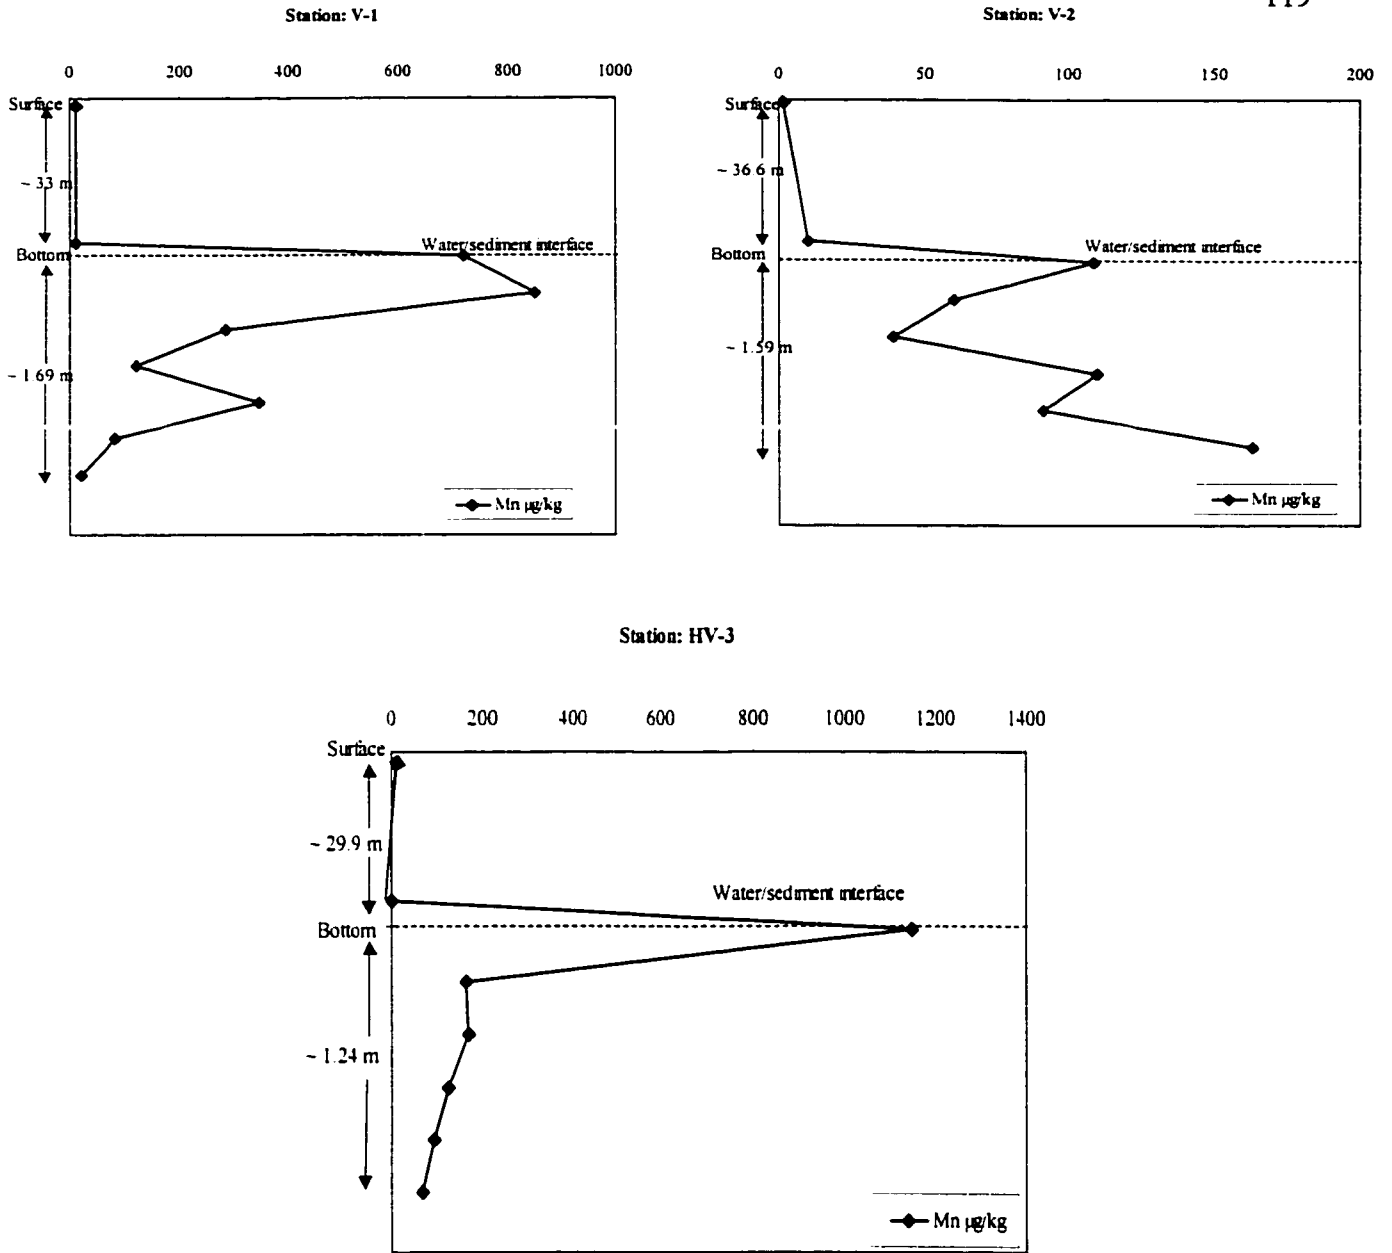 Station: V-1
0 200 400 600 800 1000
Surface
~ 33 m
Bottom
Water/sediment interface
~ 1.69 m
Mn µg/kg
Station: V-2
0 50 100 150 200
Surface
~ 36.6 m
Bottom
Water/sediment interface
~ 1.59 m
Mn µg/kg
Station: HV-3
0 200 400 600 800 1000 1200 1400
Surface
~ 29.9 m
Water/sediment interface
Bottom
~ 1.24 m
Mn µg/kg